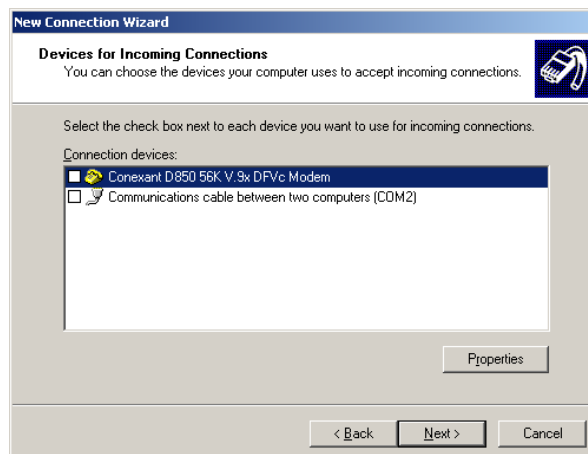 New Connection Wizard
Devices for Incoming Connections
You can choose the devices your computer uses to accept incoming connections.
Select the check box next to each device you want to use for incoming connections.
Connection devices:
Conexant D850 56K V.9x DFVc Modem
Communications cable between two computers (COM2)
Properties
< Back
Next >
Cancel